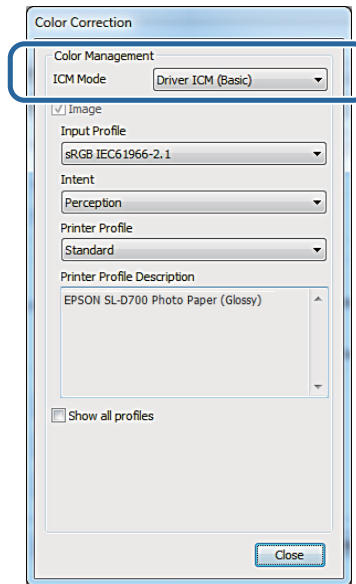 Color Correction
Color Management
ICM Mode Driver ICM (Basic)
Image
Input Profile
sRGB IEC61966-2.1
Intent
Perception
Printer Profile
Standard
Printer Profile Description
EPSON SL-D700 Photo Paper (Glossy)
Show all profiles
Close